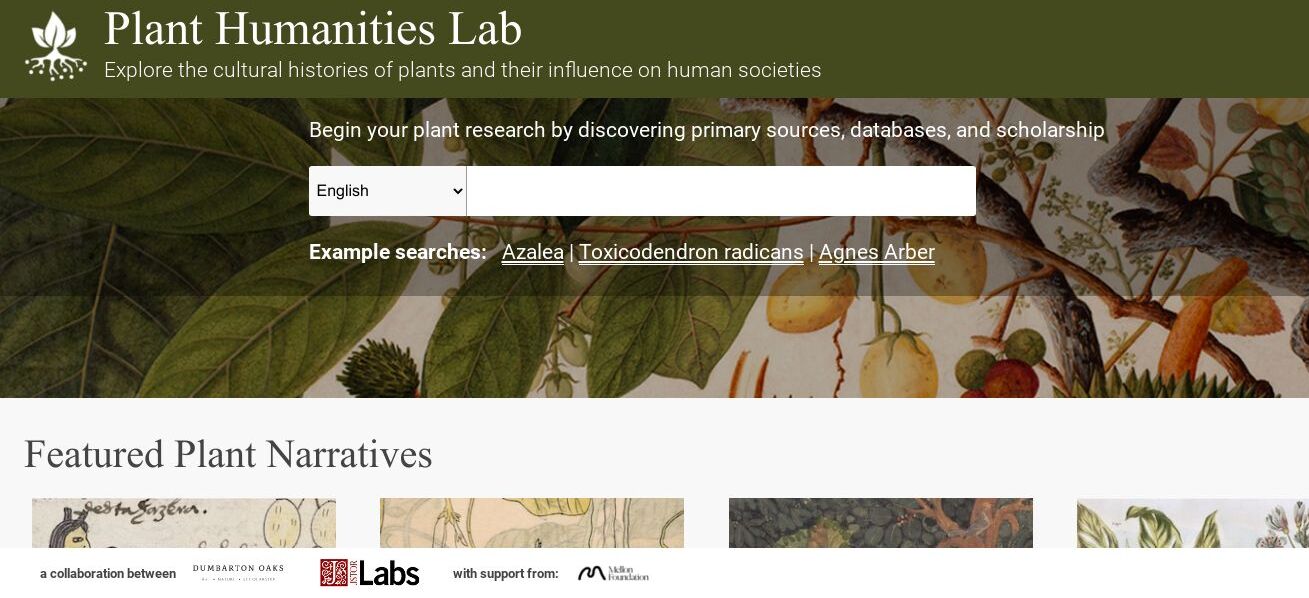 Plant Humanities Lab
Explore the cultural histories of plants and their influence on human societies
Begin your plant research by discovering primary sources, databases, and scholarship
English
Example searches: Azalea | Toxicodendron radicans | Agnes Arber
Featured Plant Narratives
a collaboration between DUMBARTON OAKS JSTOR Labs with support from: Mellon Foundation